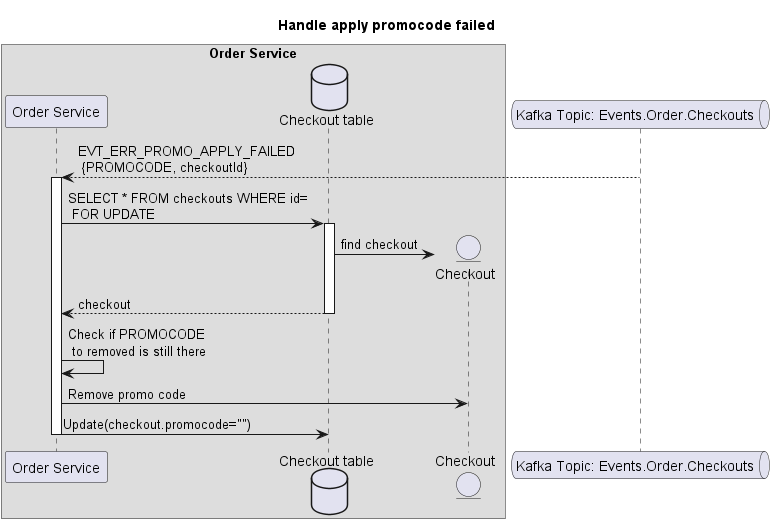 Handle apply promocode failed
Order Service
Order Service
Checkout table
Kafka Topic: Events.Order.Checkouts
EVT_ERR_PROMO_APPLY_FAILED
{PROMOCODE, checkoutId}
SELECT * FROM checkouts WHERE id=
FOR UPDATE
find checkout
Checkout
checkout
Check if PROMOCODE
to removed is still there
Remove promo code
Update(checkout.promocode="")
Order Service
Checkout table
Checkout
Kafka Topic: Events.Order.Checkouts